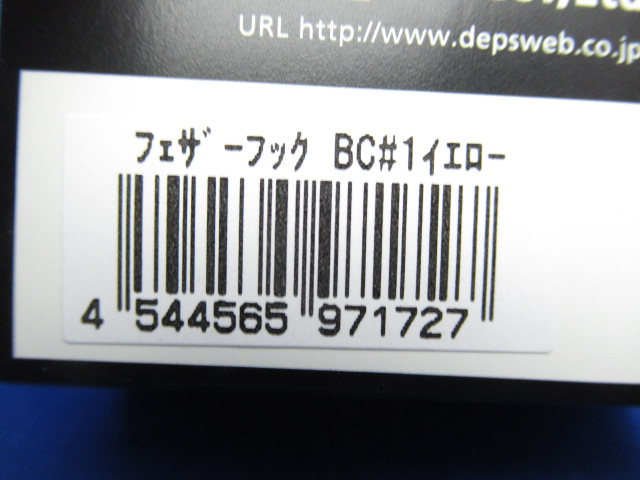 URL http://www.depsweb.co.jp
ﾌｪｻﾞｰﾌｯｸ BC#1ｲｴﾛｰ
4 544565 971727